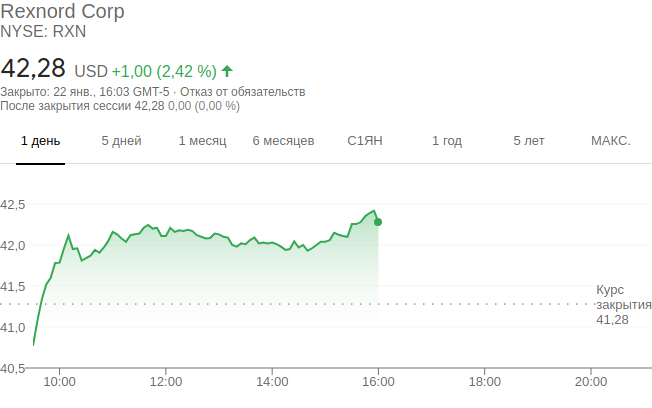 Rexnord Corp
NYSE: RXN
42,28 USD +1,00 (2,42 %)
Закрыто: 22 янв., 16:03 GMT-5 · Отказ от обязательств
После закрытия сессии 42,28 0,00 (0,00 %)
1 день 5 дней 1 месяц 6 месяцев С1ЯН 1 год 5 лет МАКС.
42,5
42,0
41,5
Курс
закрытия
41,28
41,0
40,5
10:00 12:00 14:00 16:00 18:00 20:00